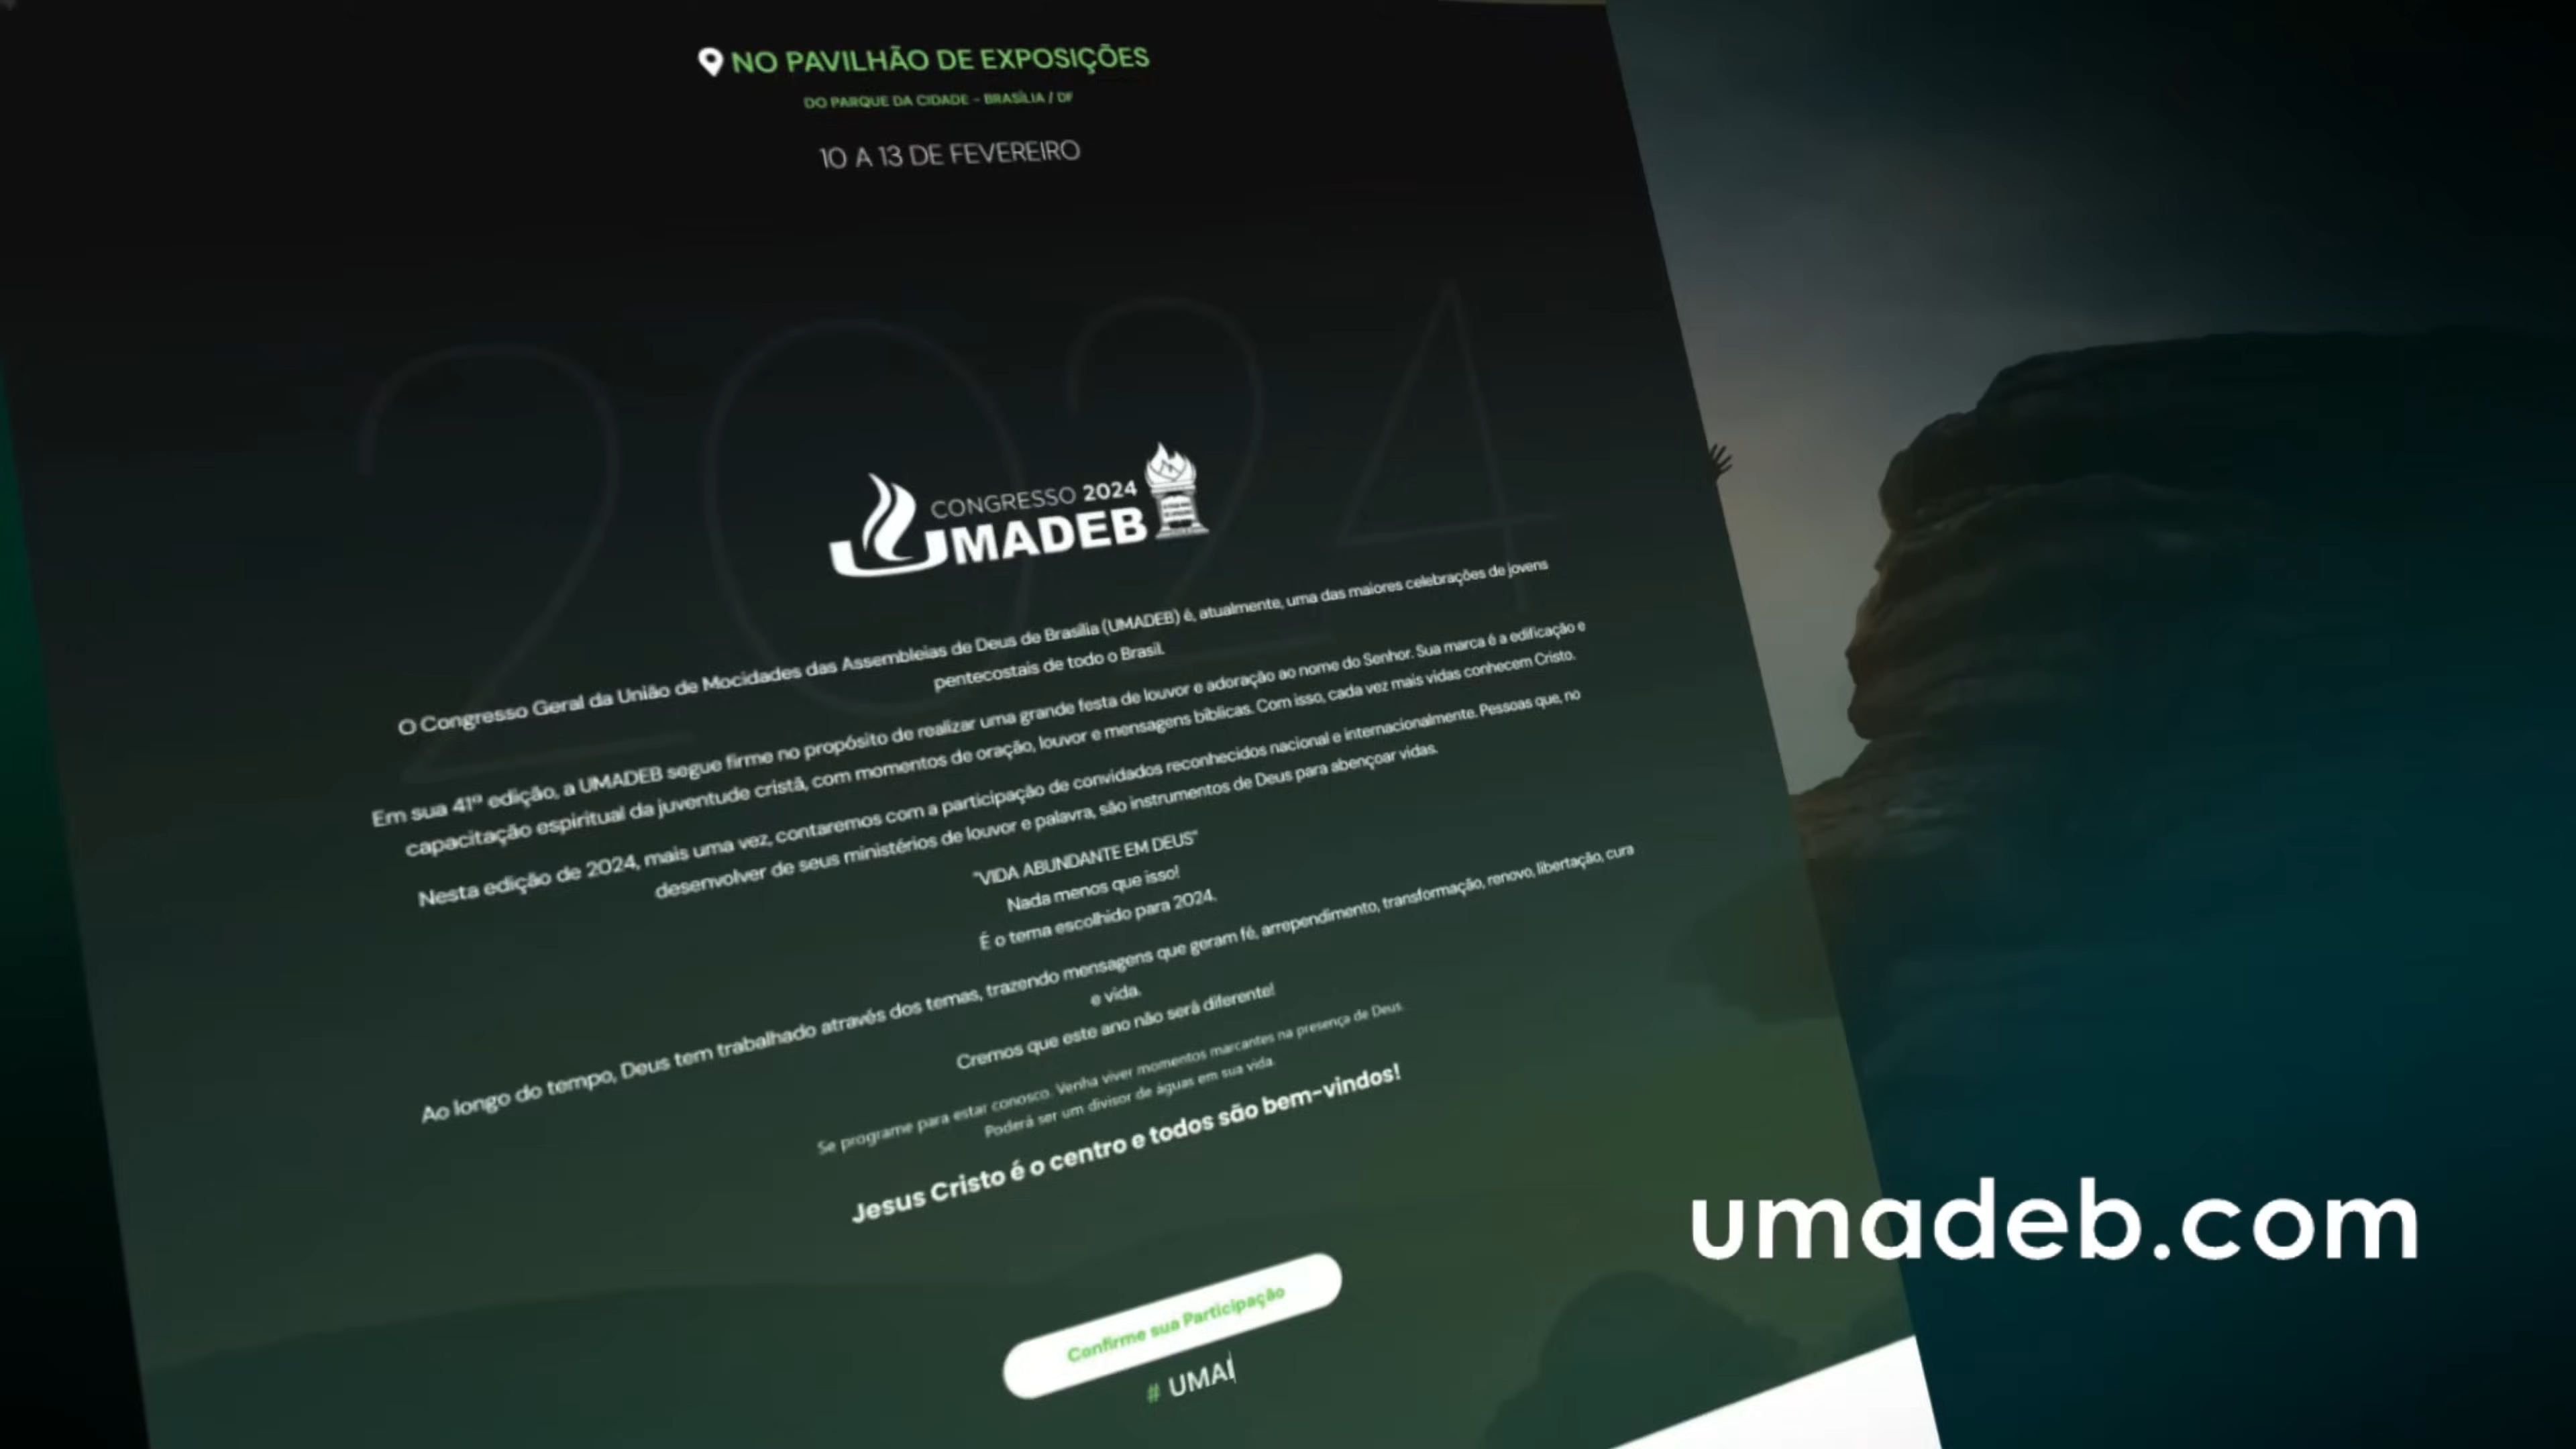 NO PAVILHÃO DE EXPOSIÇÕES
DO PARQUE DA CIDADE - BRASÍLIA / DF
10 A 13 DE FEVEREIRO
2024
CONGRESSO 2024
UMADEB
O Congresso Geral da União de Mocidades das Assembleias de Deus de Brasília (UMADEB) é, atualmente, uma das maiores celebrações de jovens
pentecostais de todo o Brasil.
Em sua 41ª edição, a UMADEB segue firme no propósito de realizar uma grande festa de louvor e adoração ao nome do Senhor. Sua marca é a edificação e
capacitação espiritual da juventude cristã, com momentos de oração, louvor e mensagens bíblicas. Com isso, cada vez mais vidas conhecem Cristo.
Nesta edição de 2024, mais uma vez, contaremos com a participação de convidados reconhecidos nacional e internacionalmente. Pessoas que, no
desenvolver de seus ministérios de louvor e palavra, são instrumentos de Deus para abençoar vidas.
"VIDA ABUNDANTE EM DEUS"
Nada menos que isso!
É o tema escolhido para 2024.
Ao longo do tempo, Deus tem trabalhado através dos temas, trazendo mensagens que geram fé, arrependimento, transformação, renovo, libertação, cura
e vida.
Cremos que este ano não será diferente!
Se programe para estar conosco. Venha viver momentos marcantes na presença de Deus.
Poderá ser um divisor de águas em sua vida.
Jesus Cristo é o centro e todos são bem-vindos!
Confirme sua Participação
# UMA
umadeb.com